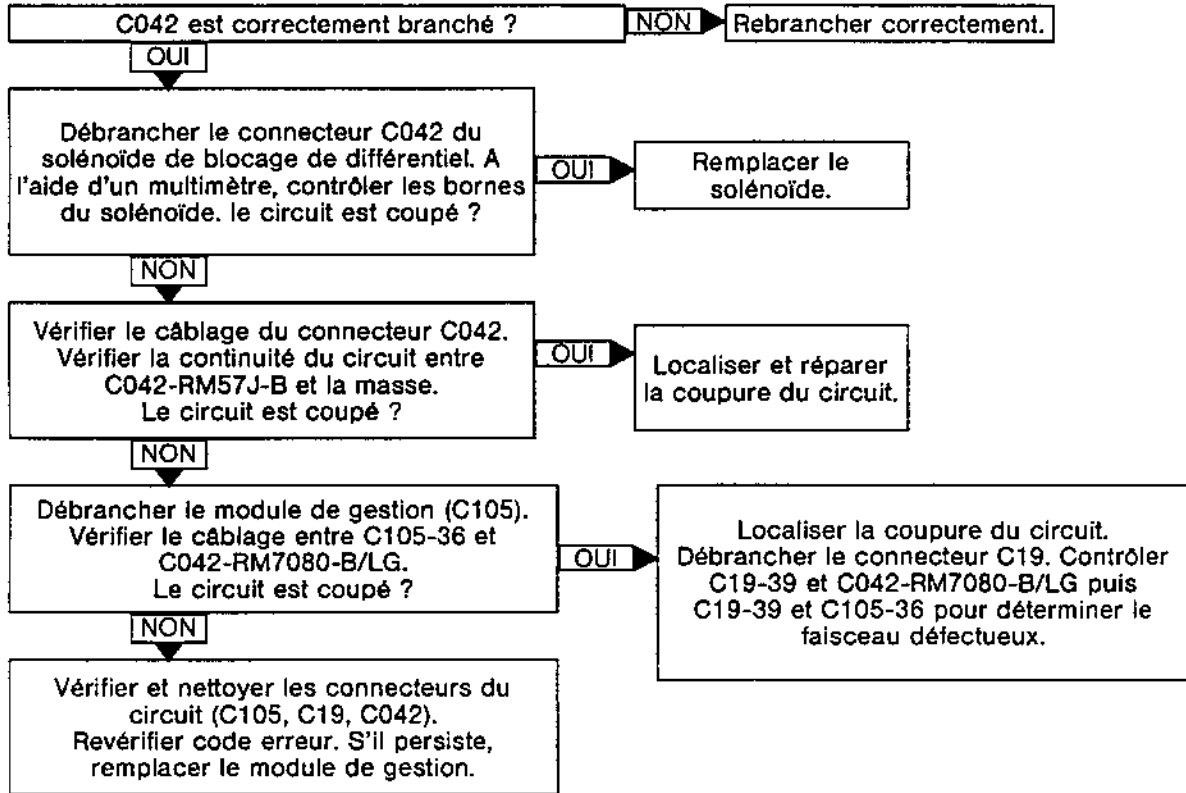 C042 est correctement branché ?
NON
Rebrancher correctement.
OUI
Débrancher le connecteur C042 du
solénoïde de blocage de différentiel. A
l'aide d'un multimètre, contrôler les bornes
du solénoïde. le circuit est coupé ?
OUI
Remplacer le
solénoïde.
NON
Vérifier le câblage du connecteur C042.
Vérifier la continuité du circuit entre
C042-RM57J-B et la masse.
Le circuit est coupé ?
OUI
Localiser et réparer
la coupure du circuit.
NON
Débrancher le module de gestion (C105).
Vérifier le câblage entre C105-36 et
C042-RM7080-B/LG.
Le circuit est coupé ?
OUI
Localiser la coupure du circuit.
Débrancher le connecteur C19. Contrôler
C19-39 et C042-RM7080-B/LG puis
C19-39 et C105-36 pour déterminer le
faisceau défectueux.
NON
Vérifier et nettoyer les connecteurs du
circuit (C105, C19, C042).
Revérifier code erreur. S'il persiste,
remplacer le module de gestion.